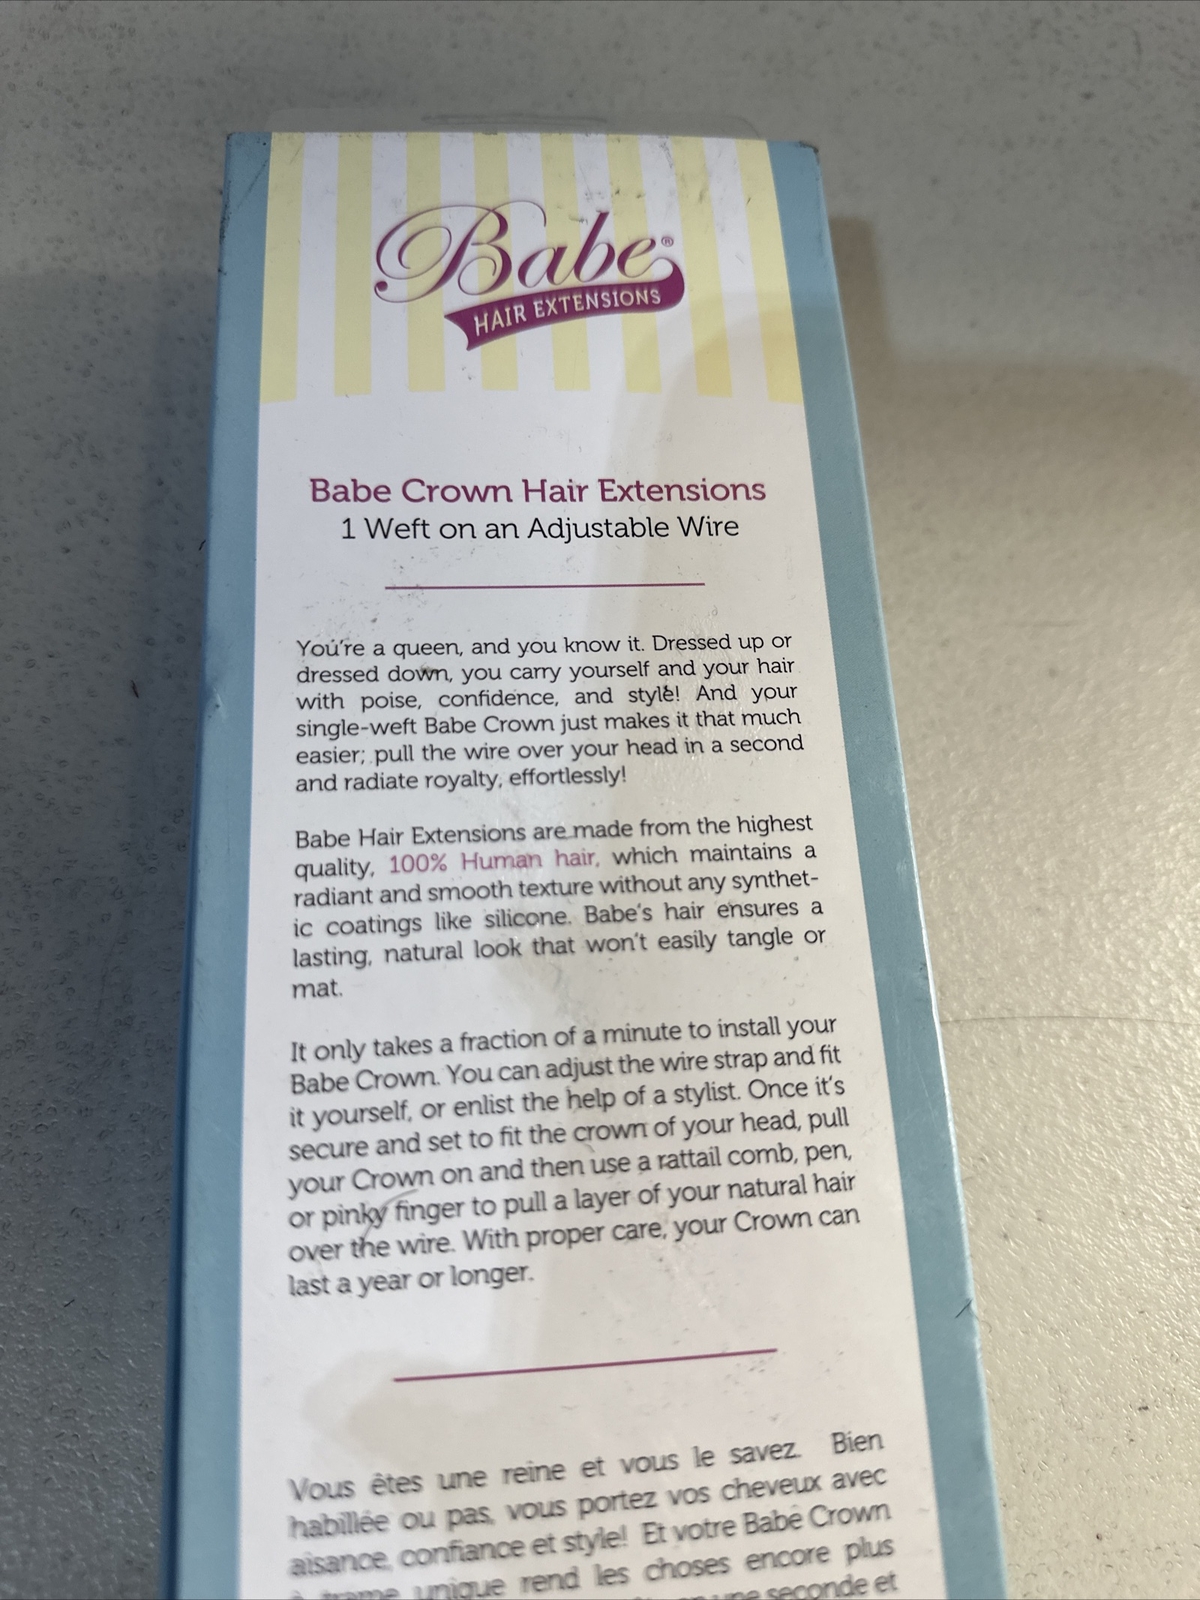 Babe®
HAIR EXTENSIONS
Babe Crown Hair Extensions
1 Weft on an Adjustable Wire
You're a queen, and you know it. Dressed up or
dressed down, you carry yourself and your hair
with poise, confidence, and style! And your
single-weft Babe Crown just makes it that much
easier; pull the wire over your head in a second
and radiate royalty, effortlessly!
Babe Hair Extensions are made from the highest
quality, 100% Human hair, which maintains a
radiant and smooth texture without any synthet-
ic coatings like silicone. Babe's hair ensures a
lasting, natural look that won't easily tangle or
mat.
It only takes a fraction of a minute to install your
Babe Crown. You can adjust the wire strap and fit
it yourself, or enlist the help of a stylist. Once it's
secure and set to fit the crown of your head, pull
your Crown on and then use a rattail comb, pen,
or pinky finger to pull a layer of your natural hair
over the wire. With proper care, your Crown can
last a year or longer.
Vous êtes une reine et vous le savez. Bien
habillée ou pas, vous portez vos cheveux avec
aisance, confiance et style! Et votre Babe Crown
à trame unique rend les choses encore plus
une seconde et